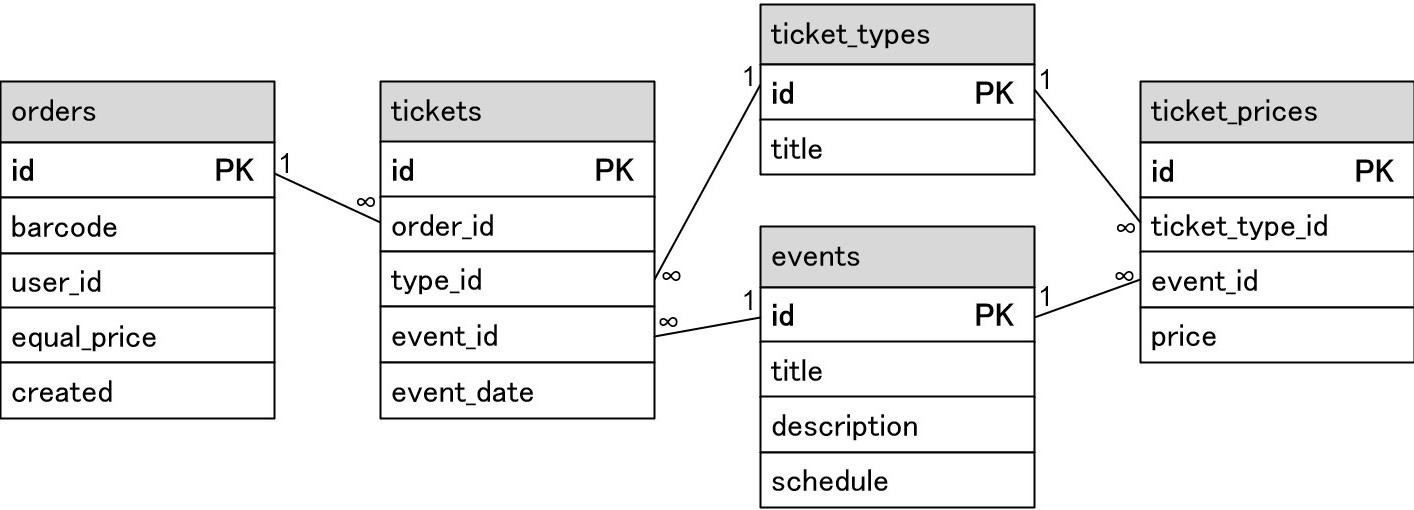 orders
id PK
barcode
user_id
equal_price
created
1
∞
tickets
id PK
order_id
type_id
event_id
event_date
∞
∞
1
1
ticket_types
id PK
title
events
id PK
title
description
schedule
1
1
∞
∞
ticket_prices
id PK
ticket_type_id
event_id
price